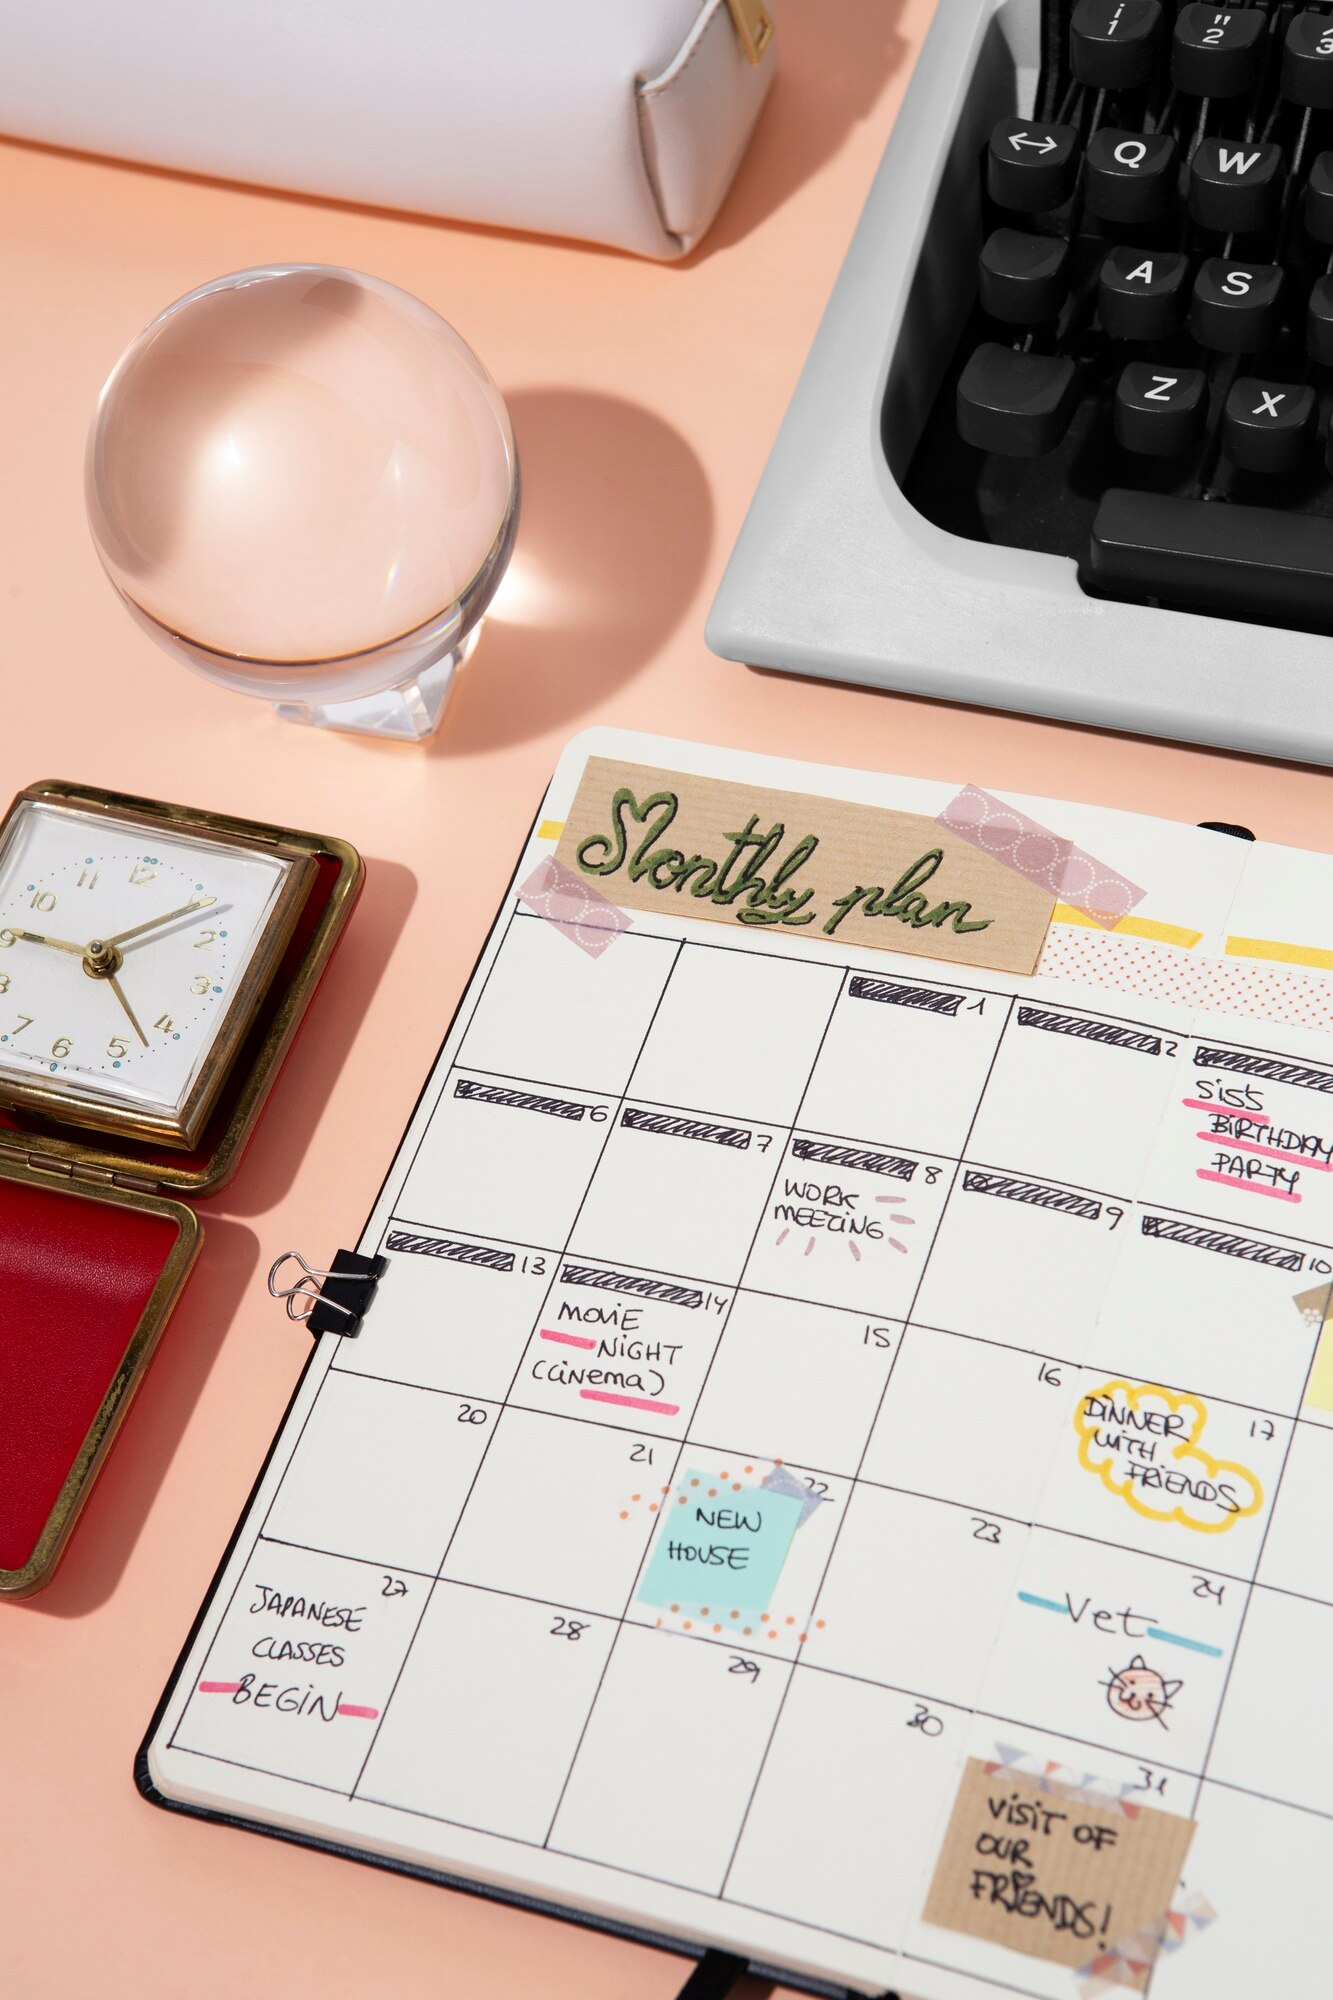 ¡ " 
1 2 3
↔ Q W
A S
Z X
12
11
10
9
2
3
8
7
6
5
4
Monthly plan
1
2
SIS'S
BIRTHDAY
PARTY
6
7
8
WORK
MEETING
9
10
13
14
MOVIE
NIGHT
(CINEMA)
15
16
17
DINNER
WITH
FRIENDS
20
21
22
NEW
HOUSE
23
24
Vet
27
JAPANESE
CLASSES
BEGIN
28
29
30
31
VISIT OF
OUR
FRIENDS!